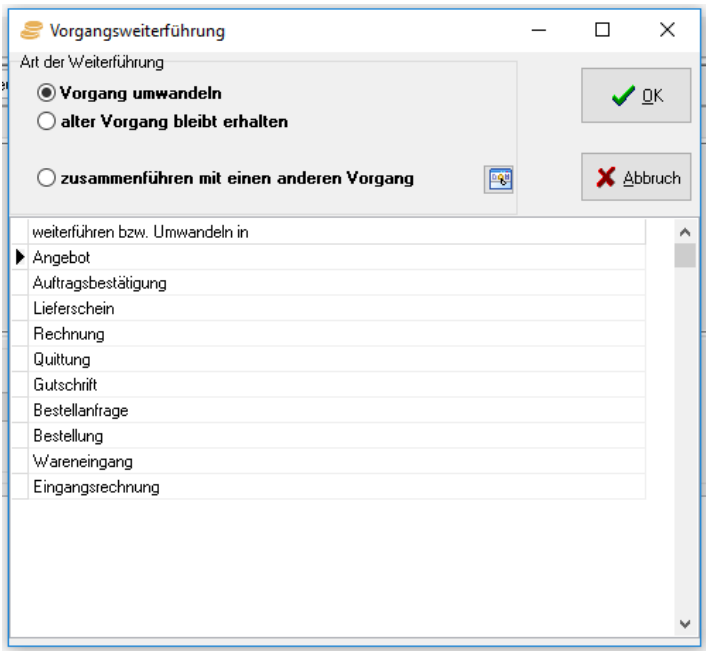 Vorgangsweiterführung
Art der Weiterführung
Vorgang umwandeln
alter Vorgang bleibt erhalten
zusammenführen mit einen anderen Vorgang
OK
Abbruch
weiterführen bzw. Umwandeln in
Angebot
Auftragsbestätigung
Lieferschein
Rechnung
Quittung
Gutschrift
Bestellanfrage
Bestellung
Wareneingang
Eingangsrechnung